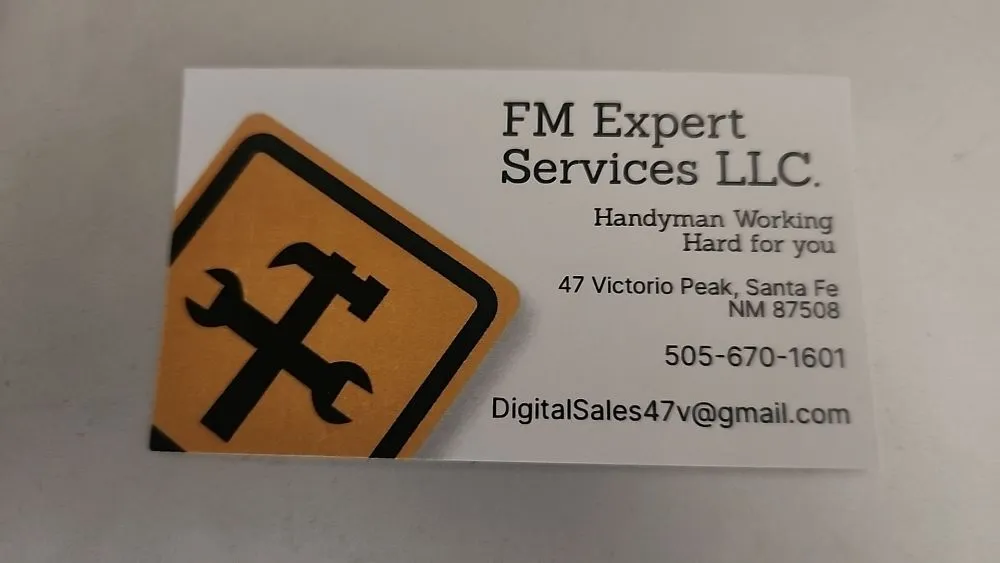 FM Expert
Services LLC.
Handyman Working
Hard for you
47 Victorio Peak, Santa Fe
NM 87508
505-670-1601
DigitalSales47v@gmail.com